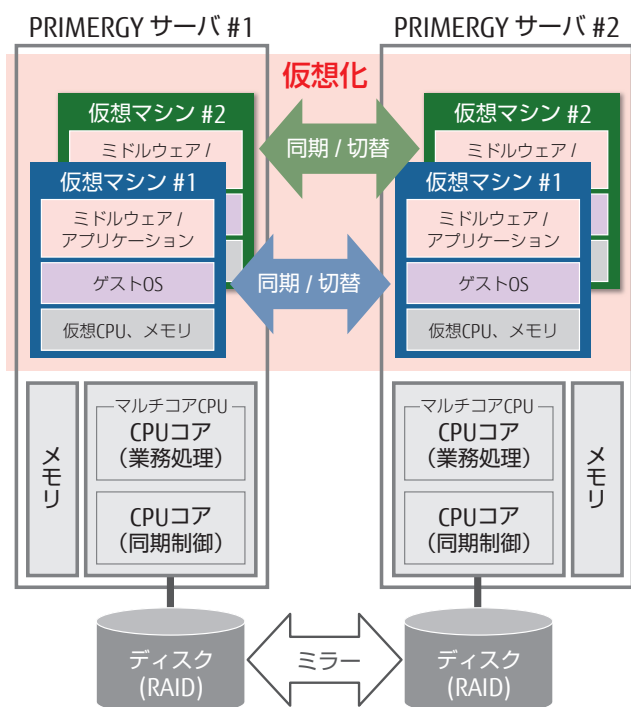 PRIMERGY サーバ #1
PRIMERGY サーバ #2
仮想化
仮想マシン #2
ミドルウェア /
仮想マシン #1
ミドルウェア /
アプリケーション
ゲストOS
仮想CPU、メモリ
同期 / 切替
同期 / 切替
仮想マシン #2
ミドルウェア /
仮想マシン #1
ミドルウェア /
アプリケーション
ゲストOS
仮想CPU、メモリ
メモリ
マルチコアCPU
CPUコア
（業務処理）
CPUコア
（同期制御）
マルチコアCPU
CPUコア
（業務処理）
CPUコア
（同期制御）
メモリ
ディスク
(RAID)
ミラー
ディスク
(RAID)